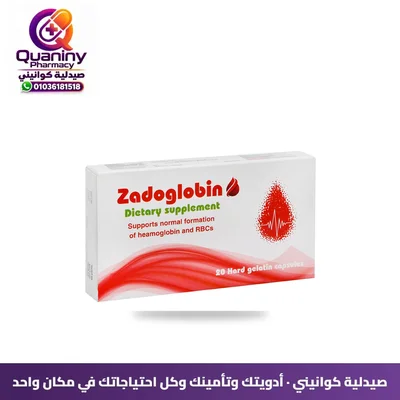 Quaniny
Pharmacy
صيدلية كوانيني
01036181518
Zadoglobin
Dietary supplement
Supports normal formation
of heamoglobin and RBCs
20 Hard gelatin capsules
صيدلية كوانيني - أدويتك وتأمينك وكل احتياجاتك في مكان واحد